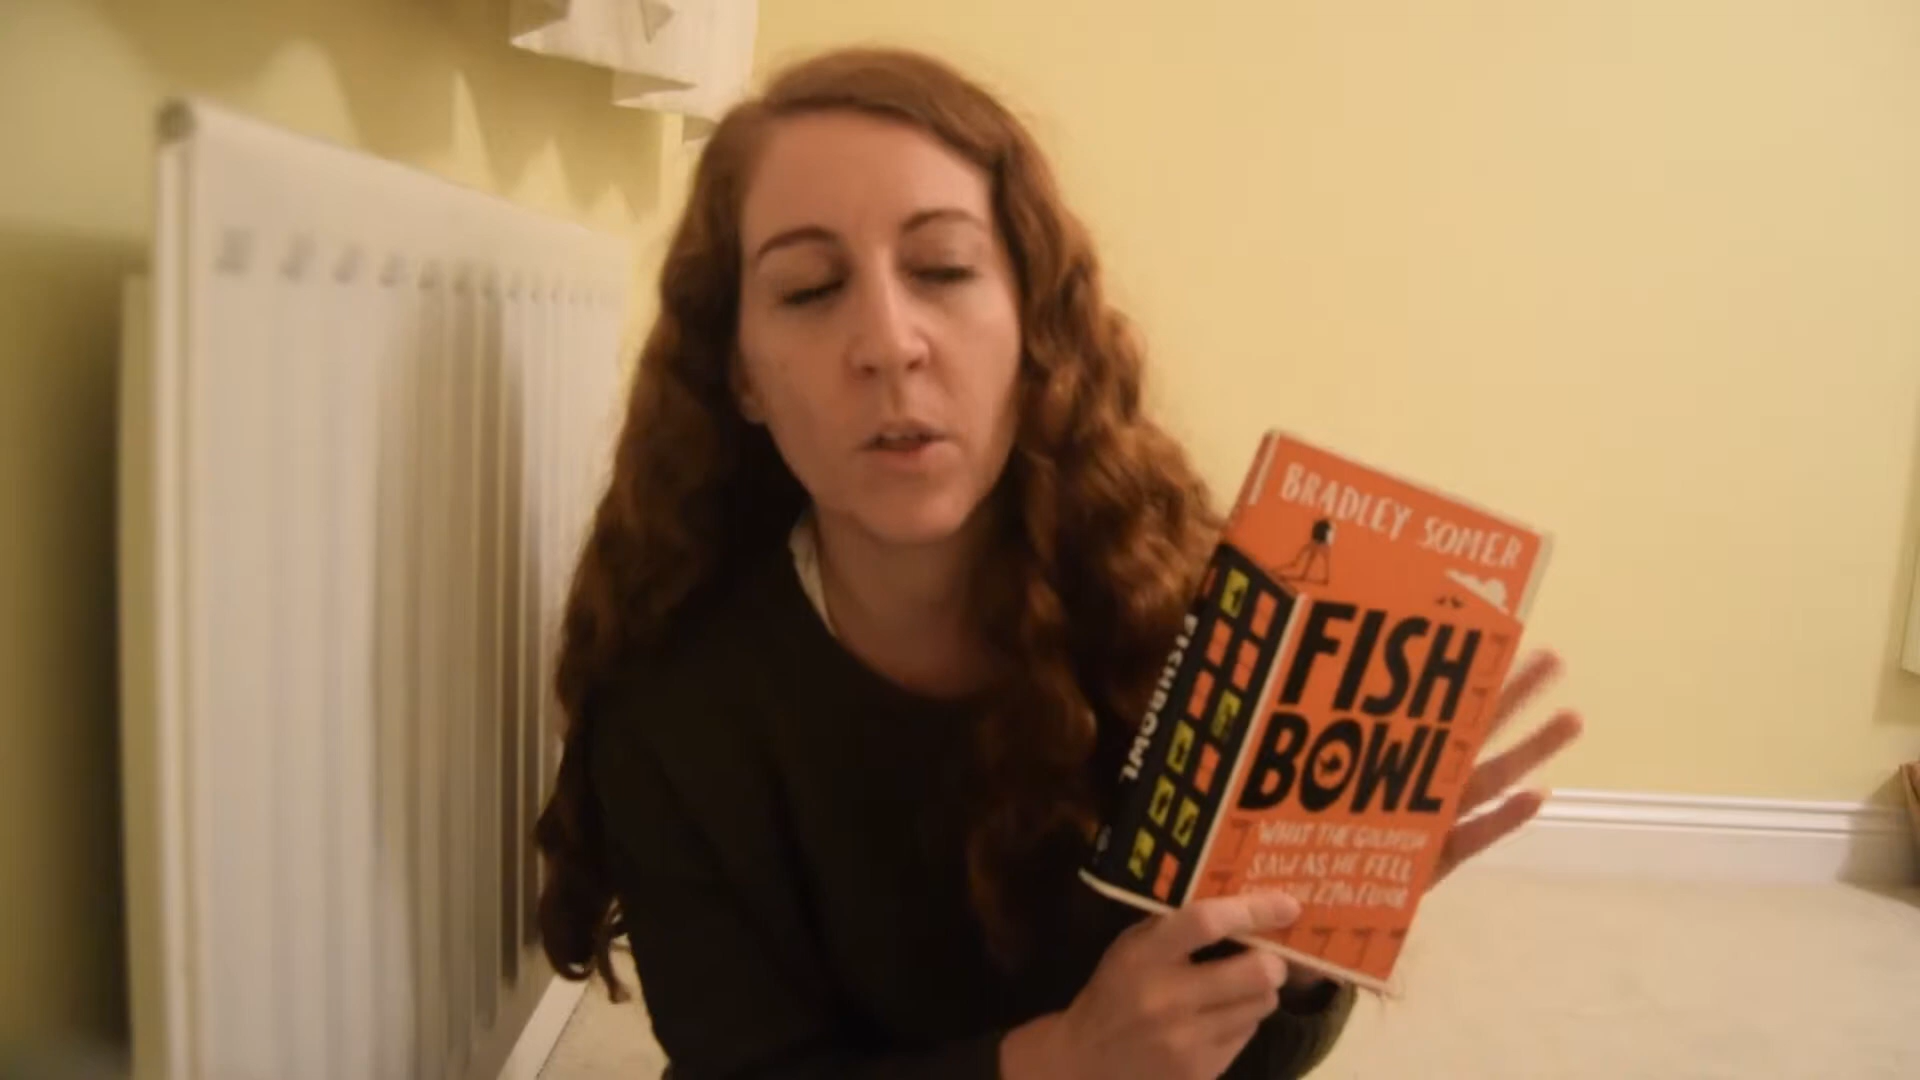 BRADLEY SOMER
FISH
BOWL
WHAT THE GOLDFISH
SAW AS HE FELL
FISHBOWL